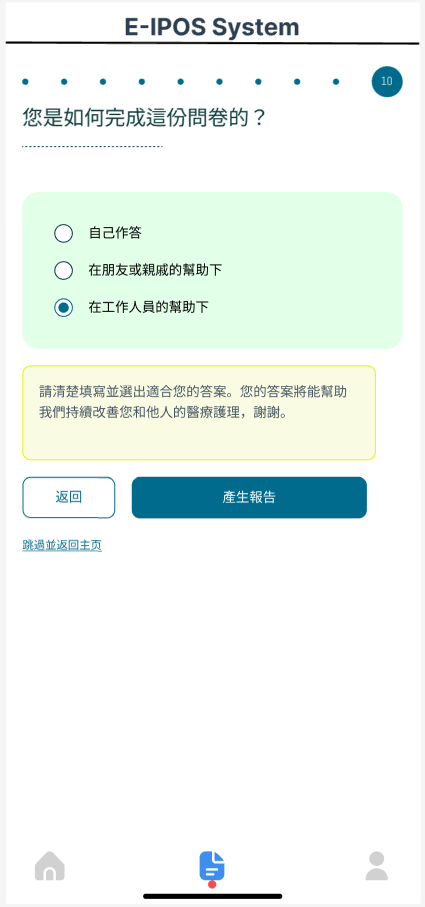 E-IPOS System
10
您是如何完成這份問卷的？
自己作答
在朋友或親戚的幫助下
在工作人員的幫助下
請清楚填寫並選出適合您的答案。您的答案將能幫助
我們持續改善您和他人的醫療護理，謝謝。
返回
產生報告
跳過並返回主页